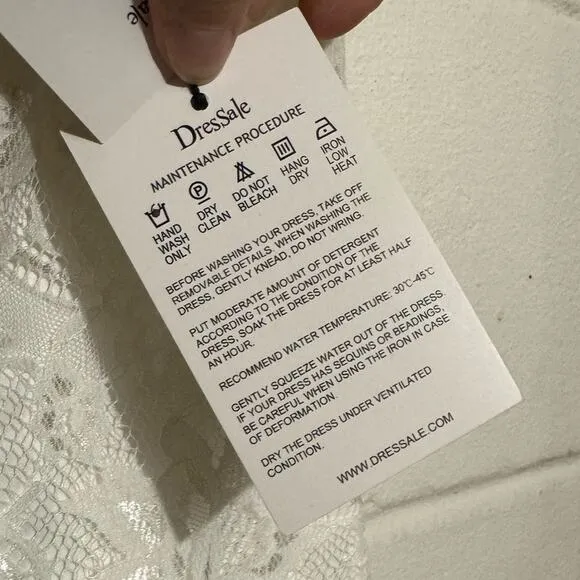 DresSale
MAINTENANCE PROCEDURE
HAND WASH ONLY
DRY CLEAN
DO NOT BLEACH
HANG DRY
IRON LOW HEAT
BEFORE WASHING YOUR DRESS, TAKE OFF
REMOVABLE DETAILS. WHEN WASHING THE
DRESS, GENTLY KNEAD, DO NOT WRING.
PUT MODERATE AMOUNT OF DETERGENT
ACCORDING TO THE CONDITION OF THE
DRESS, SOAK THE DRESS FOR AT LEAST HALF
AN HOUR.
RECOMMEND WATER TEMPERATURE: 30℃-45℃
GENTLY SQUEEZE WATER OUT OF THE DRESS.
IF YOUR DRESS HAS SEQUINS OR BEADINGS,
BE CAREFUL WHEN USING THE IRON IN CASE
OF DEFORMATION.
DRY THE DRESS UNDER VENTILATED
CONDITION.
WWW.DRESSALE.COM